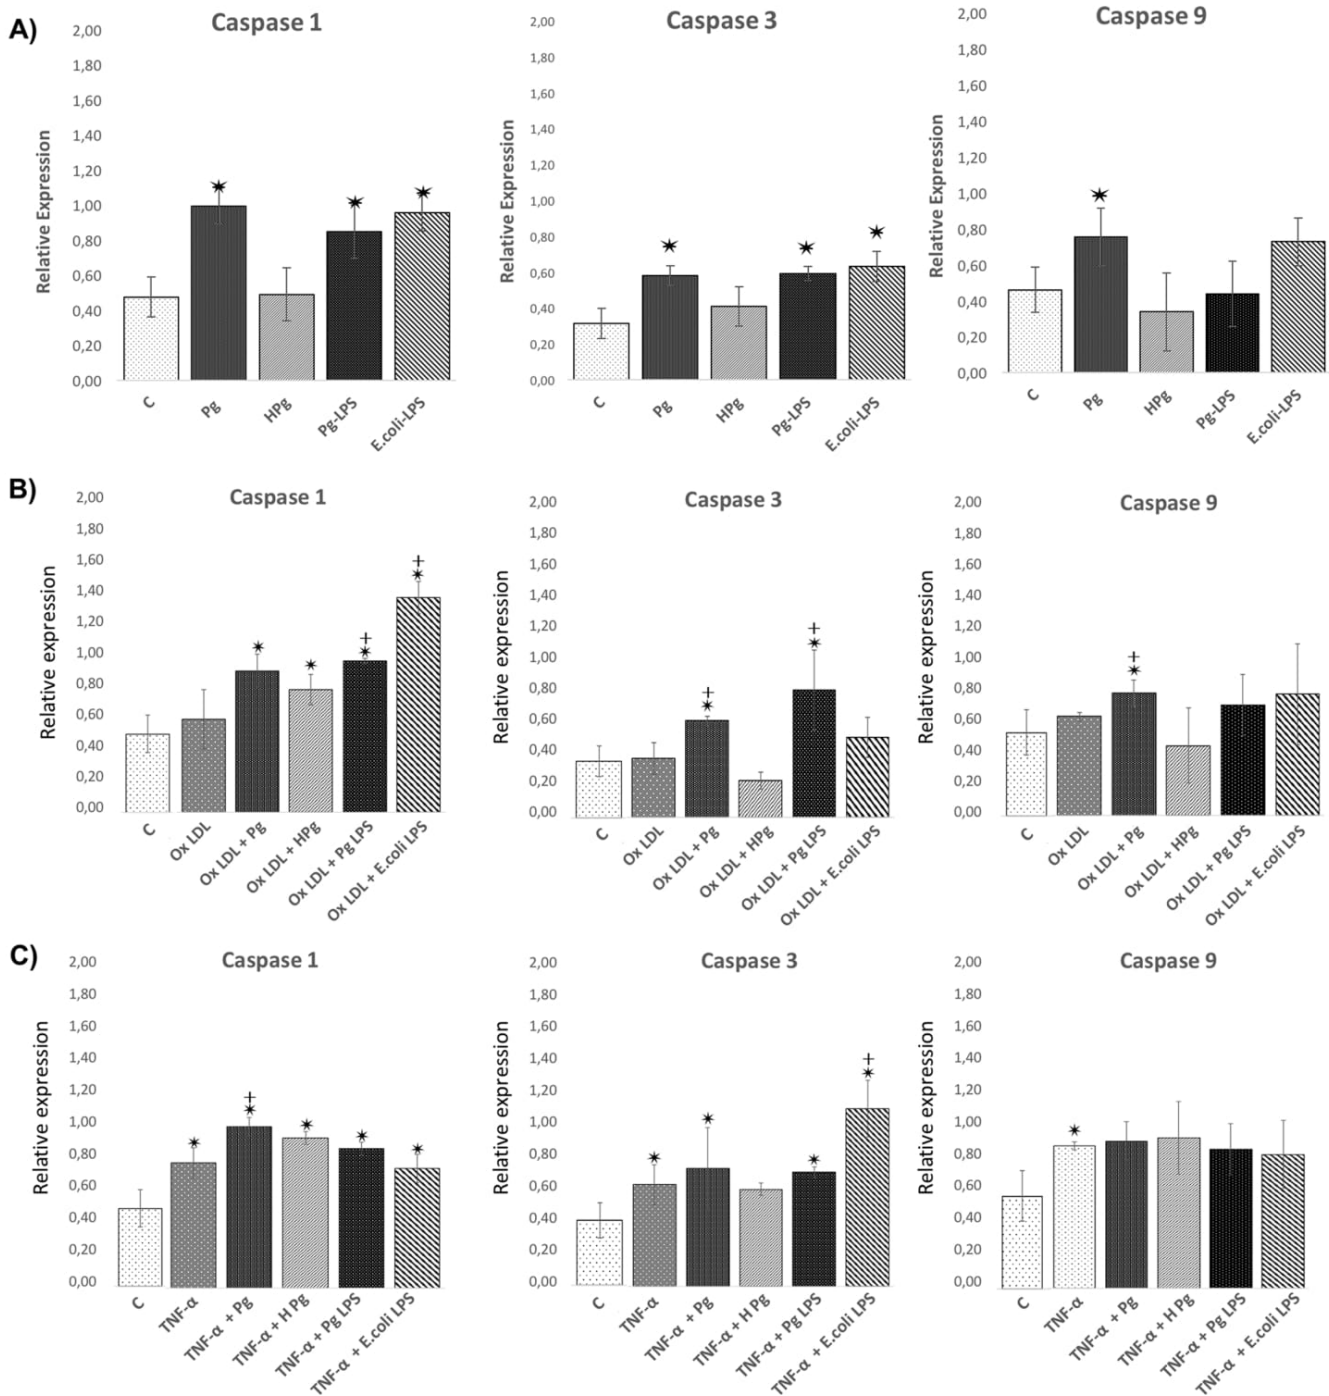 A)
Caspase 1
Relative Expression
2,00
1,80
1,60
1,40
1,20
1,00
0,80
0,60
0,40
0,20
0,00
C
Pg
HPg
Pg-LPS
E.coli-LPS
Caspase 3
Relative Expression
2,00
1,80
1,60
1,40
1,20
1,00
0,80
0,60
0,40
0,20
0,00
C
Pg
HPg
Pg-LPS
E.coli-LPS
Caspase 9
Relative Expression
2,00
1,80
1,60
1,40
1,20
1,00
0,80
0,60
0,40
0,20
0,00
C
Pg
HPg
Pg-LPS
E.coli-LPS
B)
Caspase 1
Relative expression
2,00
1,80
1,60
1,40
1,20
1,00
0,80
0,60
0,40
0,20
0,00
C
Ox LDL
Ox LDL + Pg
Ox LDL + HPg
Ox LDL + Pg LPS
Ox LDL + E.coli LPS
Caspase 3
Relative expression
2,00
1,80
1,60
1,40
1,20
1,00
0,80
0,60
0,40
0,20
0,00
C
Ox LDL
Ox LDL + Pg
Ox LDL + HPg
Ox LDL + Pg LPS
Ox LDL + E.coli LPS
Caspase 9
Relative expression
2,00
1,80
1,60
1,40
1,20
1,00
0,80
0,60
0,40
0,20
0,00
C
Ox LDL
Ox LDL + Pg
Ox LDL + HPg
Ox LDL + Pg LPS
Ox LDL + E.coli LPS
C)
Caspase 1
Relative expression
2,00
1,80
1,60
1,40
1,20
1,00
0,80
0,60
0,40
0,20
0,00
C
TNF-α
TNF-α + Pg
TNF-α + H Pg
TNF-α + Pg LPS
TNF-α + E.coli LPS
Caspase 3
Relative expression
2,00
1,80
1,60
1,40
1,20
1,00
0,80
0,60
0,40
0,20
0,00
C
TNF-α
TNF-α + Pg
TNF-α + H Pg
TNF-α + Pg LPS
TNF-α + E.coli LPS
Caspase 9
Relative expression
2,00
1,80
1,60
1,40
1,20
1,00
0,80
0,60
0,40
0,20
0,00
C
TNF-α
TNF-α + Pg
TNF-α + H Pg
TNF-α + Pg LPS
TNF-α + E.coli LPS